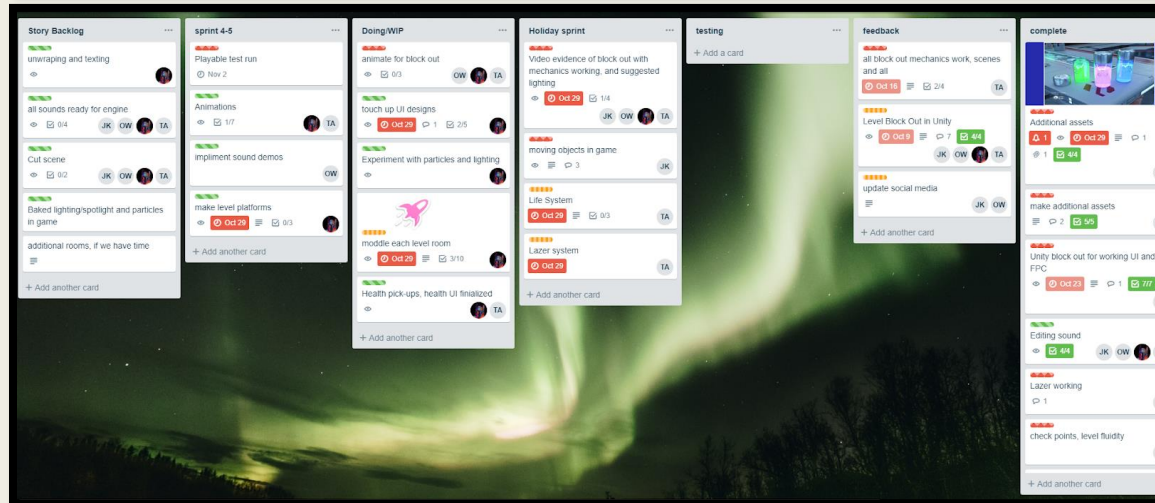 Story Backlog
unwraping and texting
all sounds ready for engine
0/4
JK OW TA
Cut scene
0/2
JK OW TA
Baked lighting/spotlight and particles
in game
additional rooms, if we have time
+ Add another card
sprint 4-5
Playable test run
Nov 2
Animations
1/7
TA
impliment sound demos
OW
make level platforms
Oct 29 0/3
+ Add another card
Doing/WIP
animate for block out
0/3
OW TA
touch up UI designs
Oct 29 1 2/5
Experiment with particles and lighting
moddle each level room
Oct 29 3/10
Health pick-ups, health UI finialized
TA
+ Add another card
Holiday sprint
Video evidence of block out with
mechanics working, and suggested
lighting
Oct 29 1/4
JK OW TA
moving objects in game
3
JK
Life System
Oct 29 0/3
TA
Lazer system
Oct 29
TA
+ Add another card
testing
+ Add a card
feedback
all block out mechanics work, scenes
and all
Oct 16 2/4
TA
Level Block Out in Unity
Oct 9 7 4/4
JK OW TA
update social media
JK OW
+ Add another card
complete
Additional assets
1 Oct 29 1
1 4/4
make additional assets
2 5/5
Unity block out for working UI and
FPC
Oct 23 1 7/7
Editing sound
4/4
JK OW
Lazer working
1
check points, level fluidity
+ Add another card